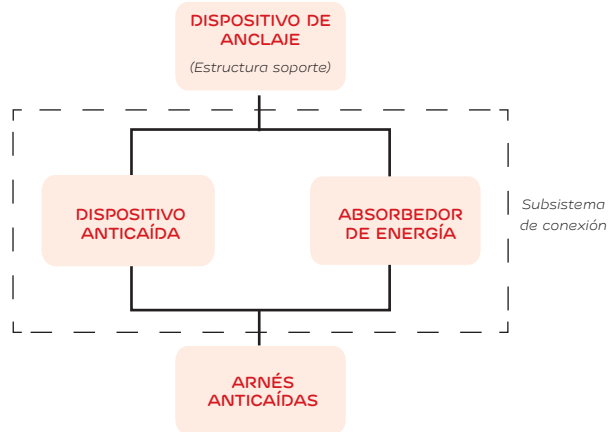 DISPOSITIVO DE
ANCLAJE
(Estructura soporte)
DISPOSITIVO
ANTICAÍDA
ABSORBEDOR
DE ENERGÍA
Subsistema
de conexión
ARNÉS
ANTICAÍDAS